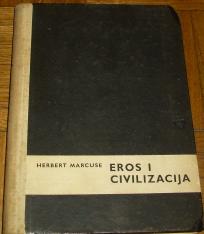 HERBERT MARCUSE EROS I
CIVILIZACIJA